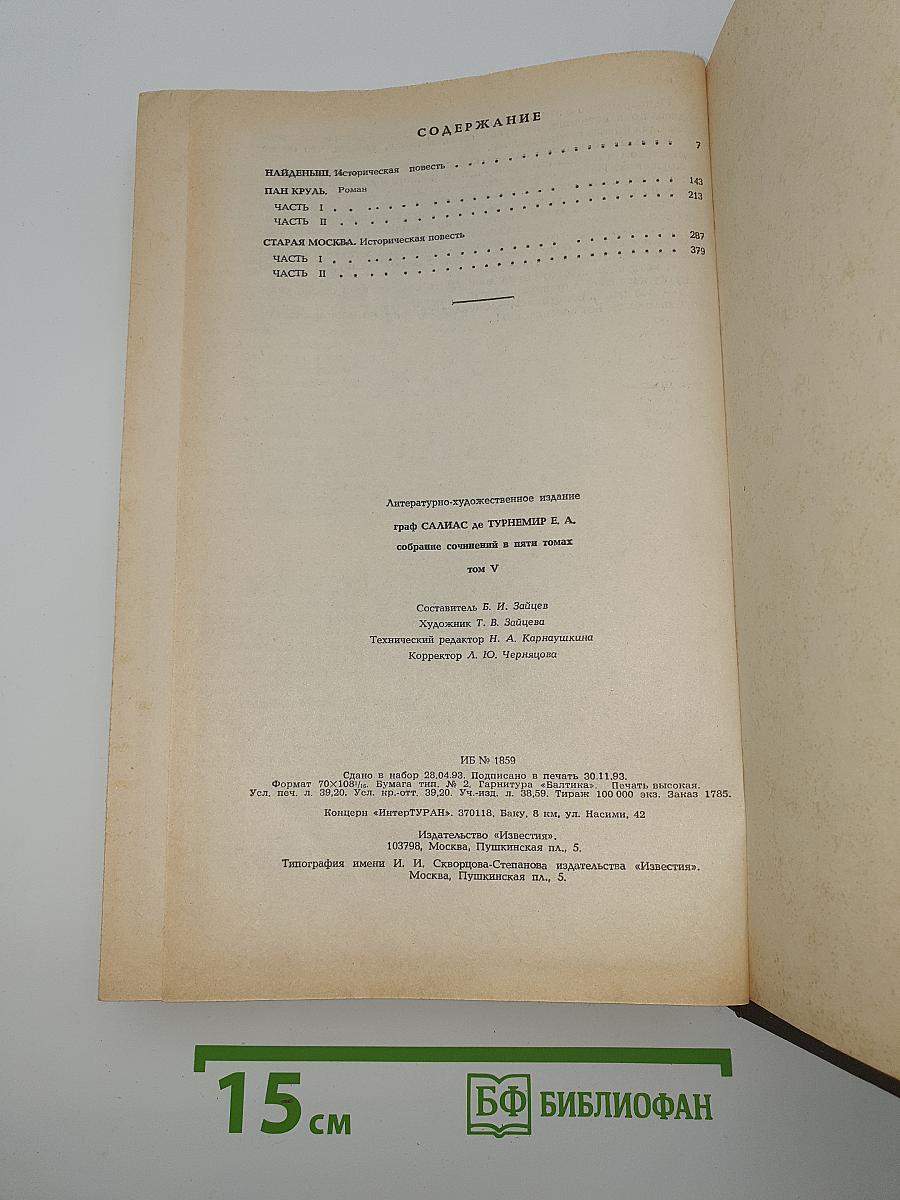 СОДЕРЖАНИЕ
НАЙДЕНЫШ. Историческая повесть . . . . . . . . . . . . . . . . . . 7
ПАН КРУЛЬ. Роман
ЧАСТЬ I . . . . . . . . . . . . . . . . . . . . . . . . 143
ЧАСТЬ II . . . . . . . . . . . . . . . . . . . . . . . . 213
СТАРАЯ МОСКВА. Историческая повесть
ЧАСТЬ I . . . . . . . . . . . . . . . . . . . . . . . . 287
ЧАСТЬ II . . . . . . . . . . . . . . . . . . . . . . . . 379
Литературно-художественное издание
граф САЛИАС де ТУРНЕМИР Е. А.
собрание сочинений в пяти томах
том V
Составитель Б. И. Зайцев
Художник Т. В. Зайцева
Технический редактор Н. А. Карнаушкина
Корректор Л. Ю. Черняцова
ИБ № 1859
Сдано в набор 28.04.93. Подписано в печать 30.11.93.
Формат 70×108¹/₁₆. Бумага тип. № 2. Гарнитура «Балтика». Печать высокая.
Усл. печ. л. 39,20. Усл. кр.-отт. 39,20. Уч.-изд. л. 38,59. Тираж 100 000 экз. Заказ 1785.
Концерн «ИнтерТУРАН». 370118, Баку, 8 км, ул. Насими, 42
Издательство «Известия».
103798, Москва, Пушкинская пл., 5.
Типография имени И. И. Скворцова-Степанова издательства «Известия».
Москва, Пушкинская пл., 5.
15 см
БФ БИБЛИОФАН